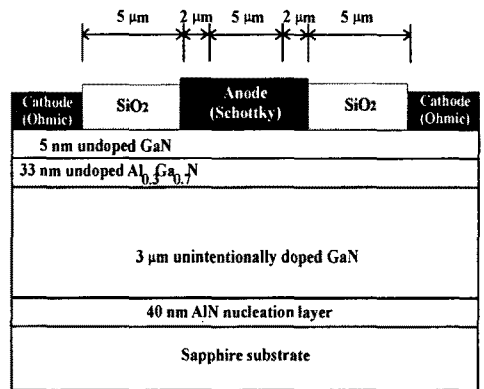 5 μm 2 μm 5 μm 2 μm 5 μm
Cathode
(Ohmic)
SiO2
Anode
(Schottky)
SiO2
Cathode
(Ohmic)
5 nm undoped GaN
33 nm undoped Al0.3Ga0.7N
3 μm unintentionally doped GaN
40 nm AlN nucleation layer
Sapphire substrate